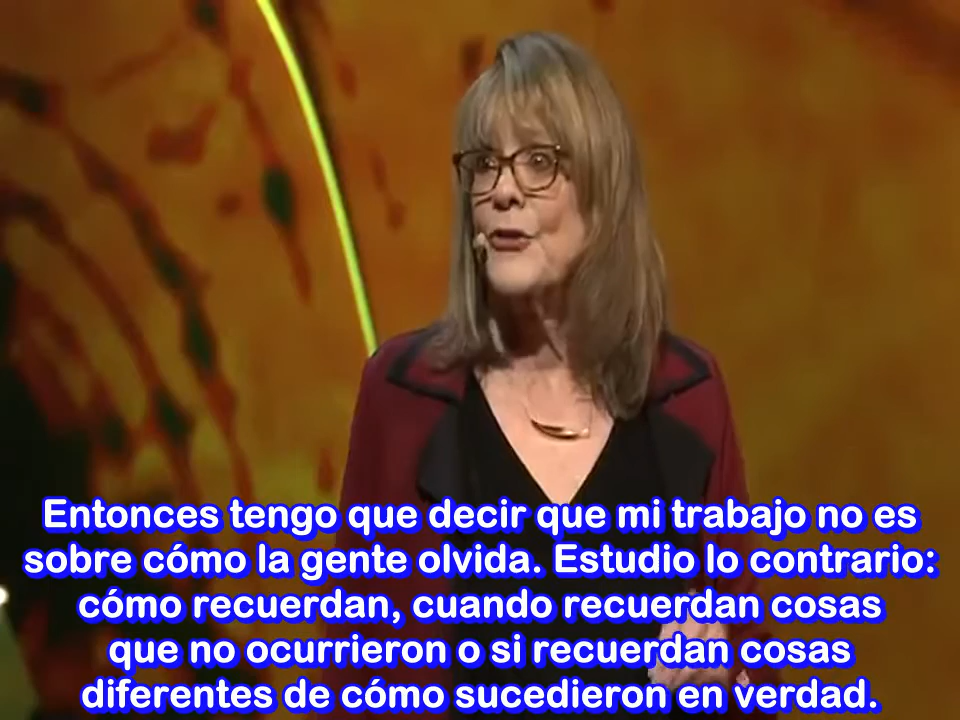 Entonces tengo que decir que mi trabajo no es
sobre cómo la gente olvida. Estudio lo contrario:
cómo recuerdan, cuando recuerdan cosas
que no ocurrieron o si recuerdan cosas
diferentes de cómo sucedieron en verdad.